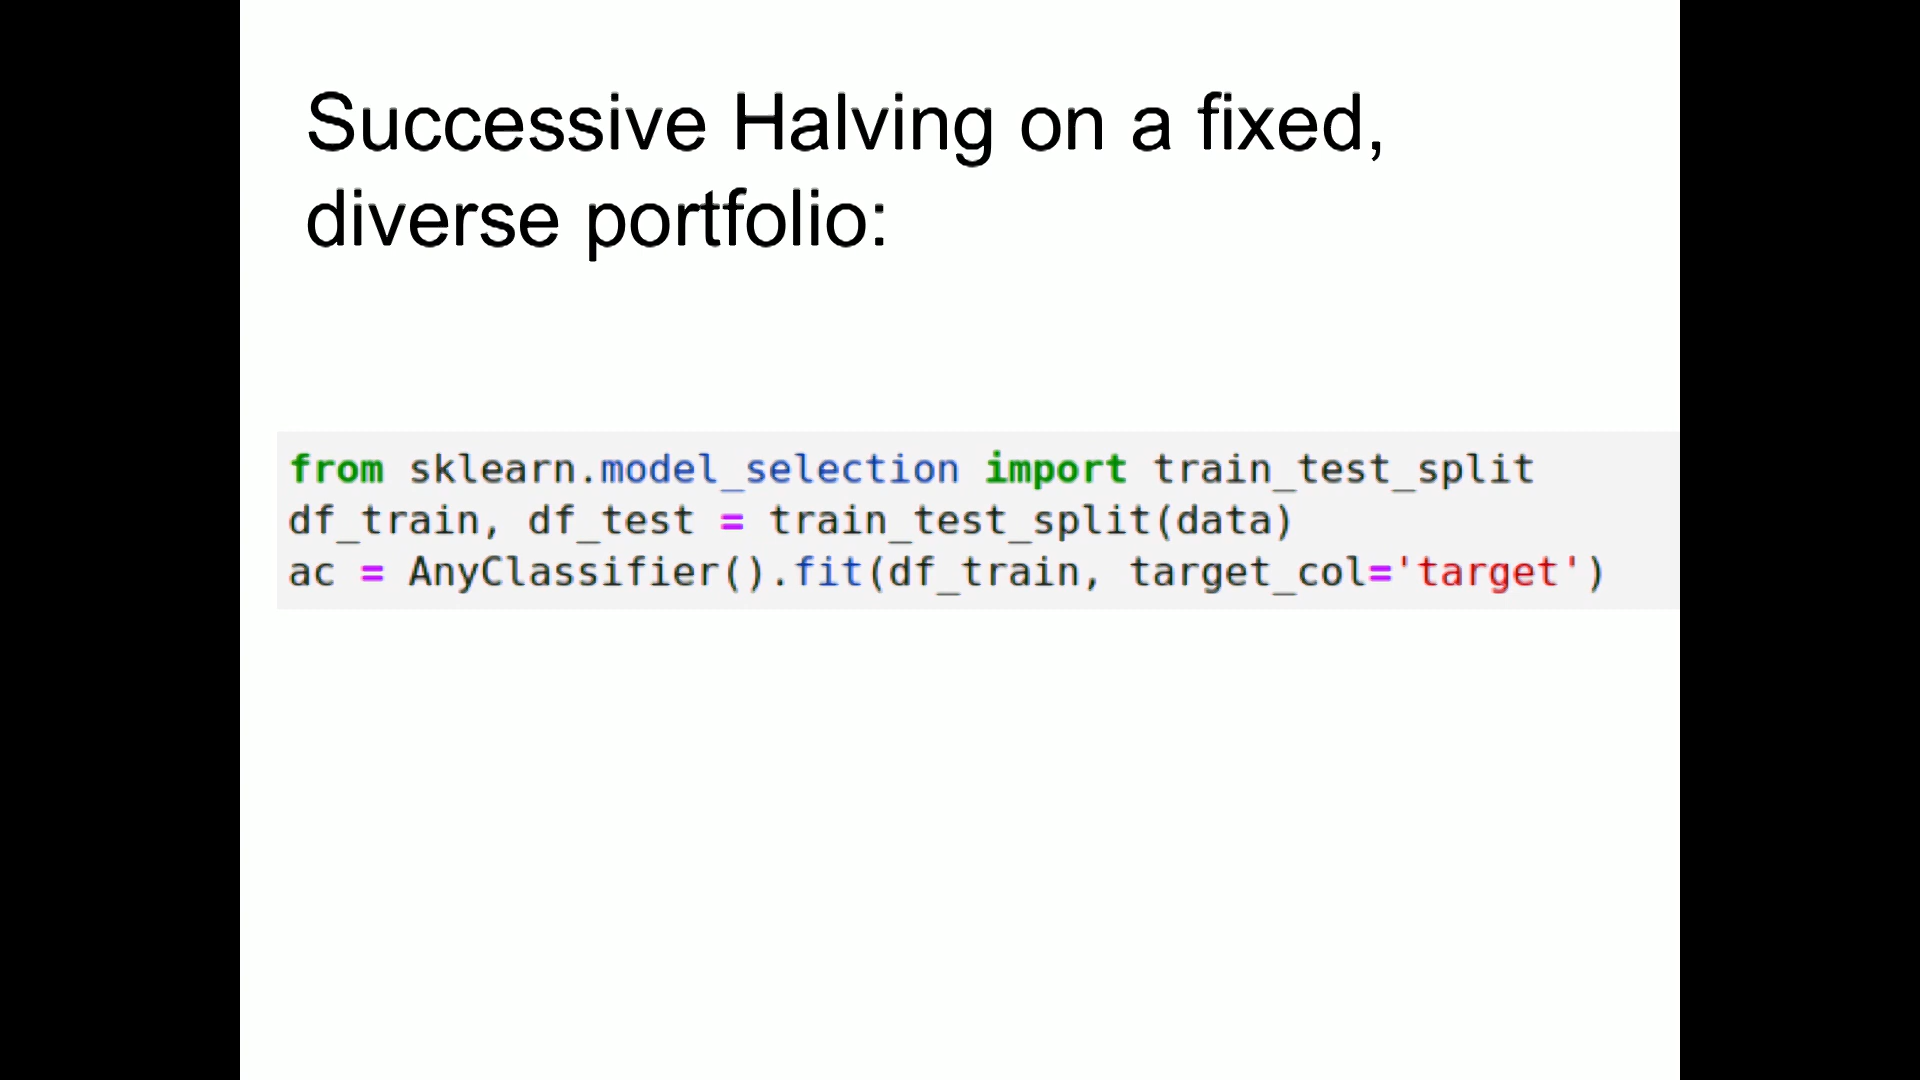 Successive Halving on a fixed,
diverse portfolio:
from sklearn.model_selection import train_test_split
df_train, df_test = train_test_split(data)
ac = AnyClassifier().fit(df_train, target_col='target')